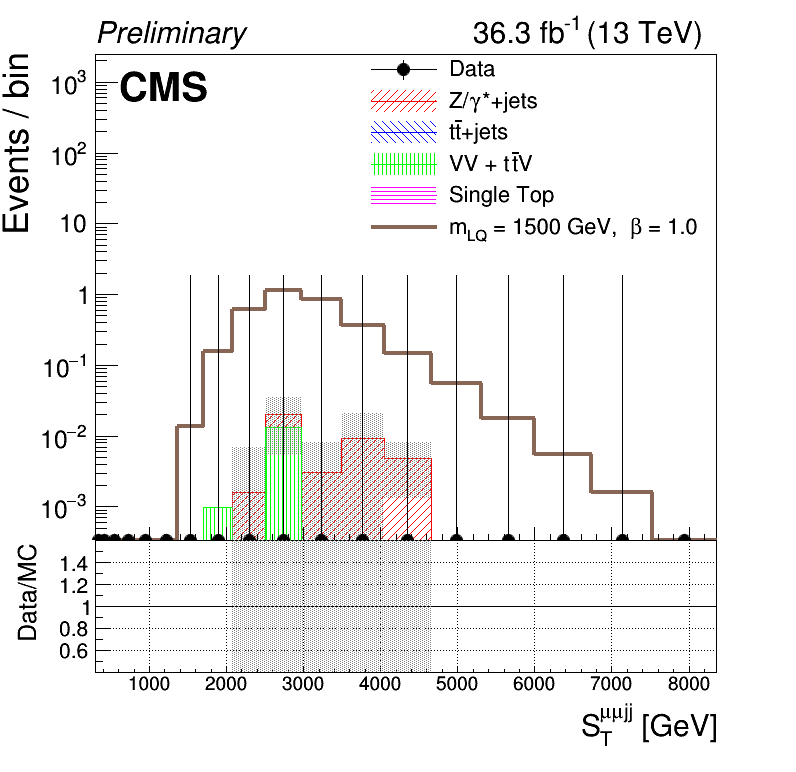 Preliminary 36.3 fb⁻¹ (13 TeV)
CMS
Events / bin
Data
Z/γ*+jets
tt̄+jets
VV + tt̄V
Single Top
m_LQ = 1500 GeV, β = 1.0
10³
10²
10
1
10⁻¹
10⁻²
10⁻³
Data/MC
1.4
1.2
1
0.8
0.6
1000 2000 3000 4000 5000 6000 7000 8000
S_T^μμjj [GeV]